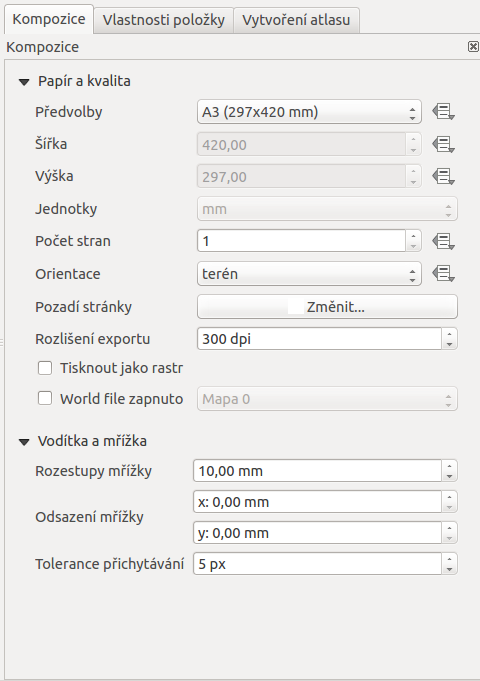 Kompozice Vlastnosti položky Vytvoření atlasu
Kompozice
Papír a kvalita
Předvolby A3 (297x420 mm)
Šířka 420,00
Výška 297,00
Jednotky mm
Počet stran 1
Orientace terén
Pozadí stránky Změnit...
Rozlišení exportu 300 dpi
Tisknout jako rastr
World file zapnuto Mapa 0
Vodítka a mřížka
Rozestupy mřížky 10,00 mm
x: 0,00 mm
Odsazení mřížky
y: 0,00 mm
Tolerance přichytávání 5 px